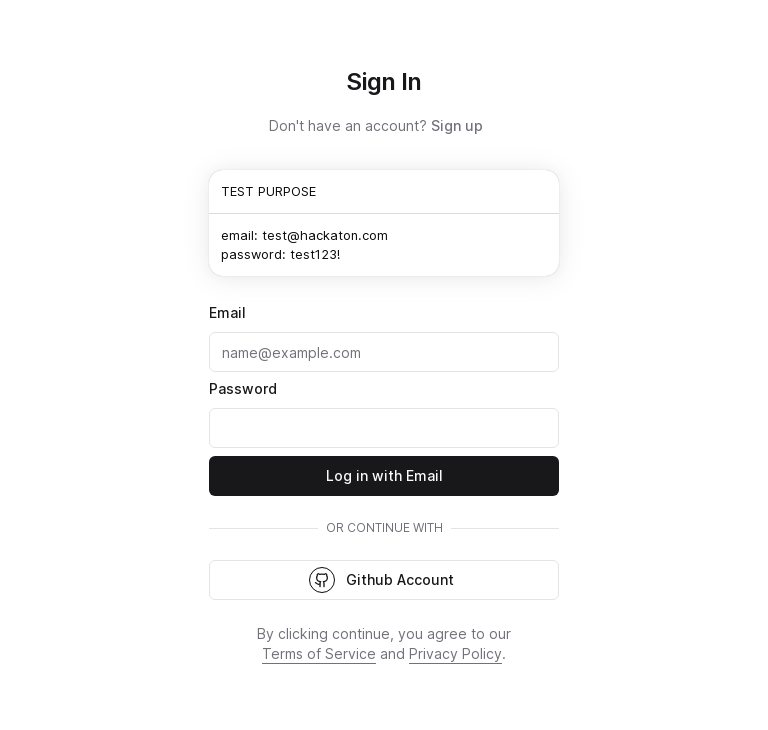 Sign In
Don't have an account? Sign up
TEST PURPOSE
email: test@hackaton.com
password: test123!
Email
name@example.com
Password
Log in with Email
OR CONTINUE WITH
Github Account
By clicking continue, you agree to our
Terms of Service and Privacy Policy.